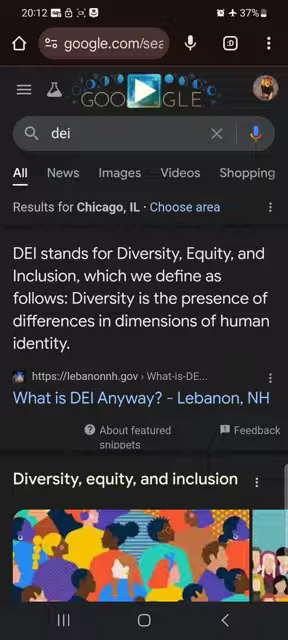 20:12
37%
google.com/sea
:D
GOOGLE
dei
All News Images Videos Shopping
Results for Chicago, IL · Choose area
DEI stands for Diversity, Equity, and
Inclusion, which we define as
follows: Diversity is the presence of
differences in dimensions of human
identity.
https://lebanonnh.gov › What-is-DE...
What is DEI Anyway? - Lebanon, NH
About featured
snippets
Feedback
Diversity, equity, and inclusion